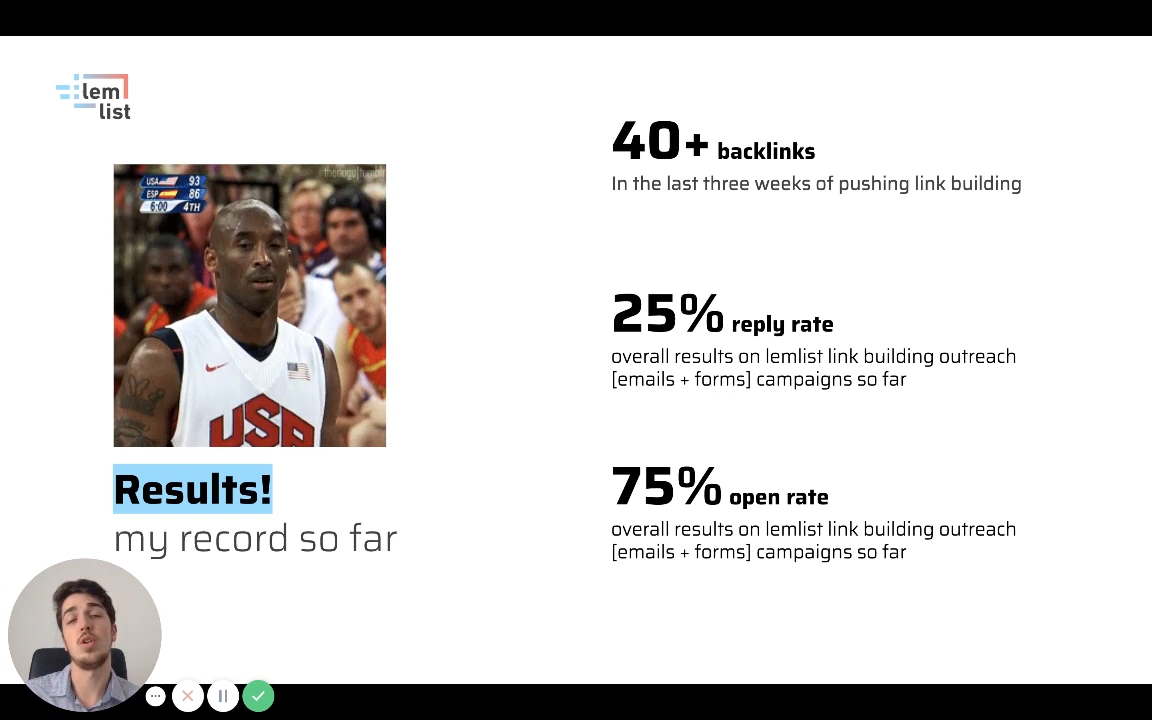 lem
list
thenugu|tumblr
USA 93
ESP 86
6:00 4TH
USA
Results!
my record so far
40+ backlinks
In the last three weeks of pushing link building
25% reply rate
overall results on lemlist link building outreach
[emails + forms] campaigns so far
75% open rate
overall results on lemlist link building outreach
[emails + forms] campaigns so far